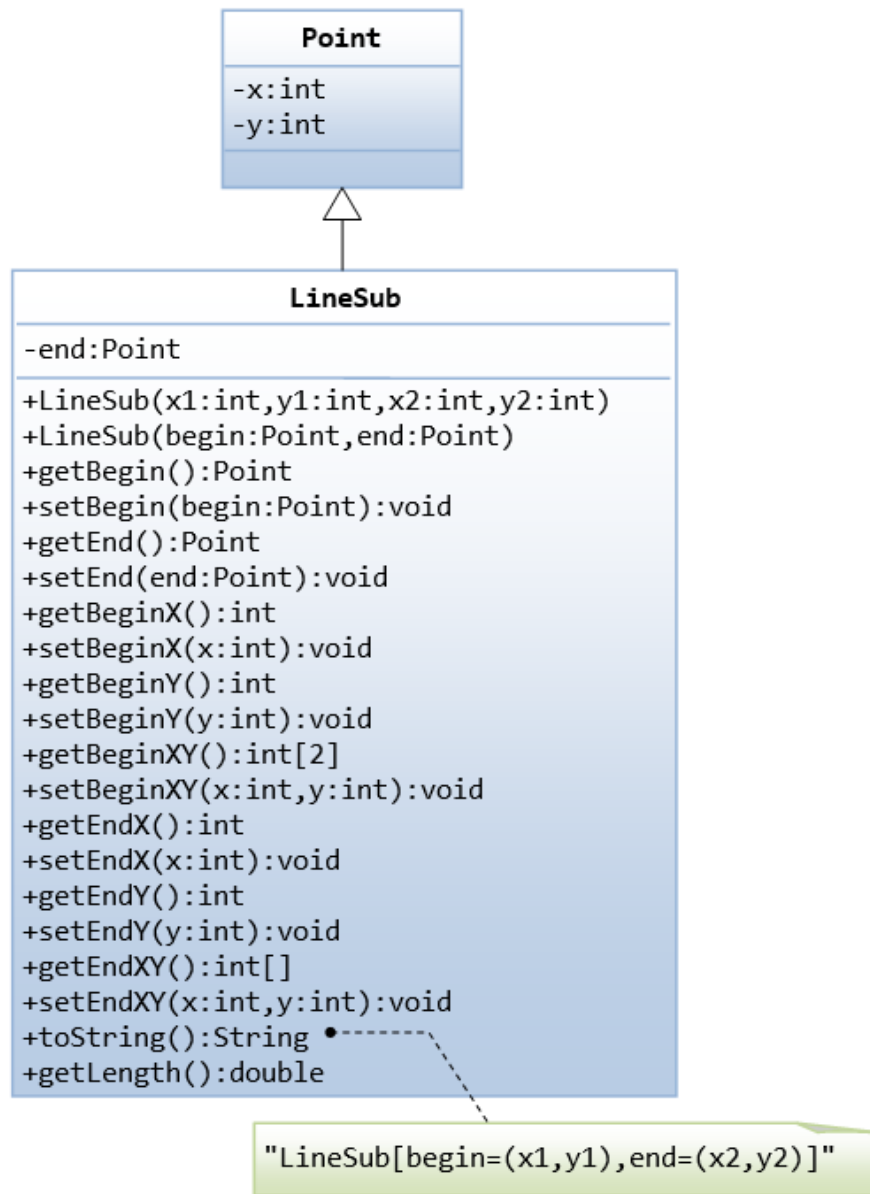 Point
-x:int
-y:int
LineSub
-end:Point
+LineSub(x1:int,y1:int,x2:int,y2:int)
+LineSub(begin:Point,end:Point)
+getBegin():Point
+setBegin(begin:Point):void
+getEnd():Point
+setEnd(end:Point):void
+getBeginX():int
+setBeginX(x:int):void
+getBeginY():int
+setBeginY(y:int):void
+getBeginXY():int[2]
+setBeginXY(x:int,y:int):void
+getEndX():int
+setEndX(x:int):void
+getEndY():int
+setEndY(y:int):void
+getEndXY():int[]
+setEndXY(x:int,y:int):void
+toString():String
+getLength():double
"LineSub[begin=(x1,y1),end=(x2,y2)]"